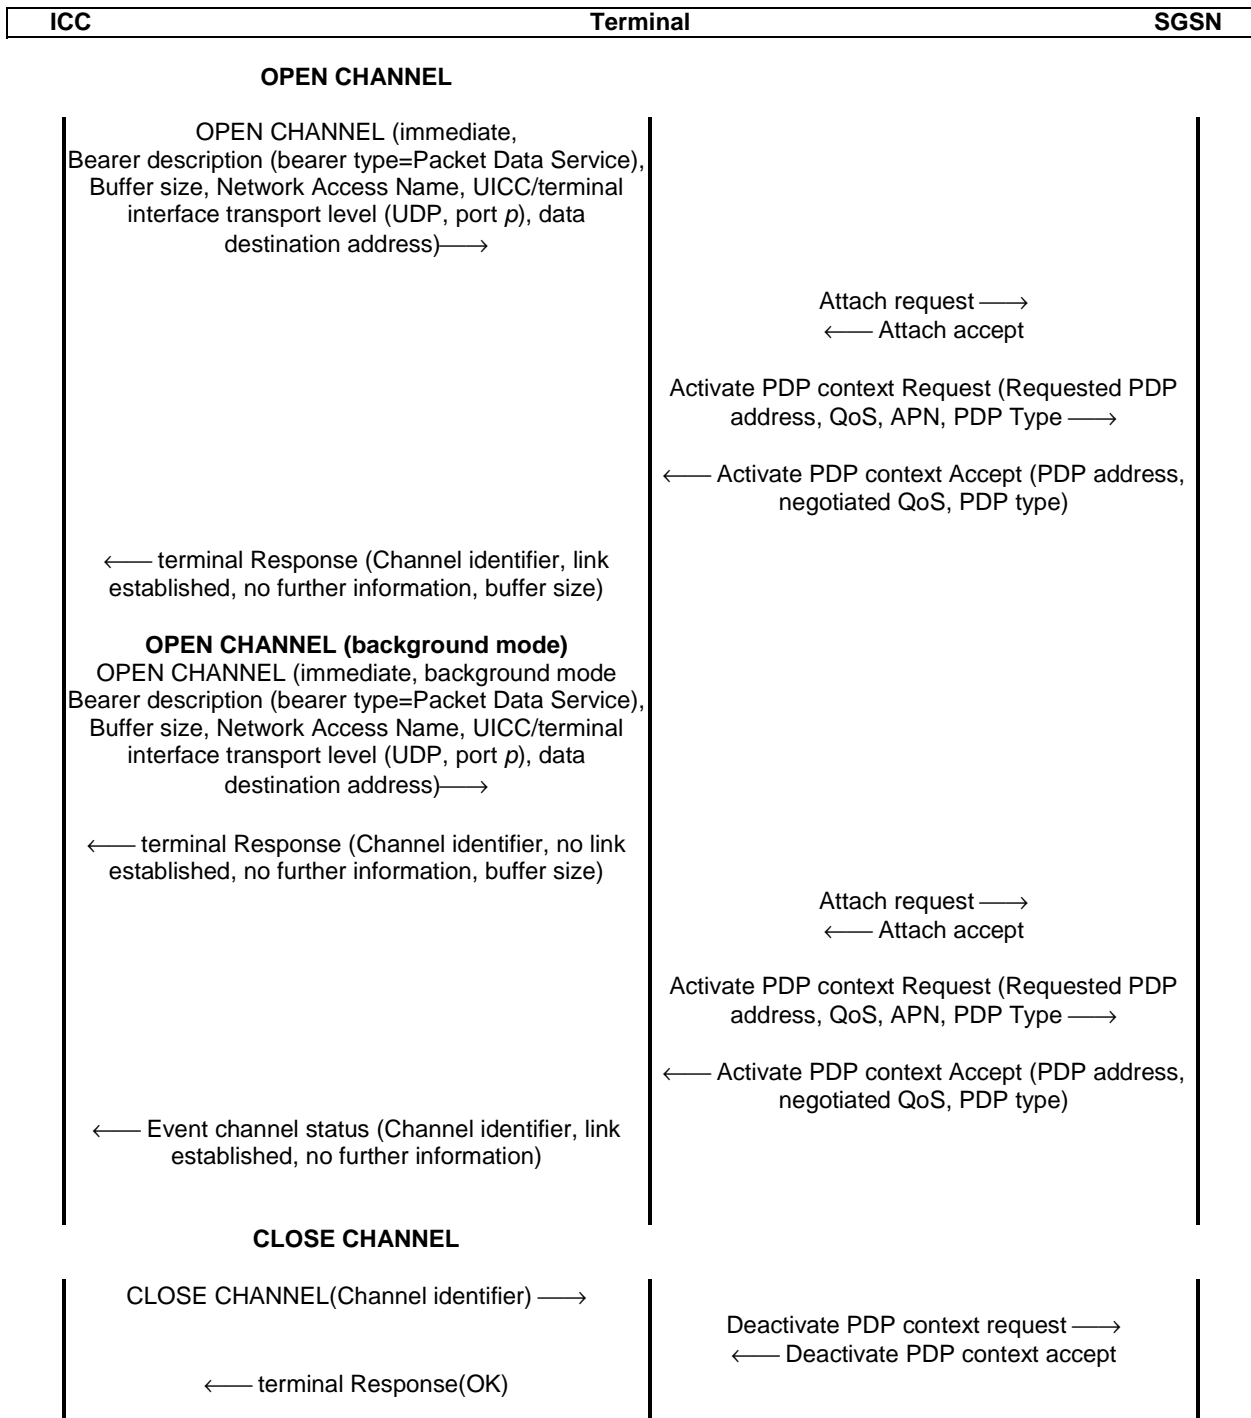 ICC Terminal SGSN
OPEN CHANNEL
OPEN CHANNEL (immediate,
Bearer description (bearer type=Packet Data Service),
Buffer size, Network Access Name, UICC/terminal
interface transport level (UDP, port p), data
destination address)⟶
Attach request ⟶
⟵ Attach accept
Activate PDP context Request (Requested PDP
address, QoS, APN, PDP Type ⟶
⟵ Activate PDP context Accept (PDP address,
negotiated QoS, PDP type)
⟵ terminal Response (Channel identifier, link
established, no further information, buffer size)
OPEN CHANNEL (background mode)
OPEN CHANNEL (immediate, background mode
Bearer description (bearer type=Packet Data Service),
Buffer size, Network Access Name, UICC/terminal
interface transport level (UDP, port p), data
destination address)⟶
⟵ terminal Response (Channel identifier, no link
established, no further information, buffer size)
Attach request ⟶
⟵ Attach accept
Activate PDP context Request (Requested PDP
address, QoS, APN, PDP Type ⟶
⟵ Activate PDP context Accept (PDP address,
negotiated QoS, PDP type)
⟵ Event channel status (Channel identifier, link
established, no further information)
CLOSE CHANNEL
CLOSE CHANNEL(Channel identifier) ⟶
Deactivate PDP context request ⟶
⟵ Deactivate PDP context accept
⟵ terminal Response(OK)